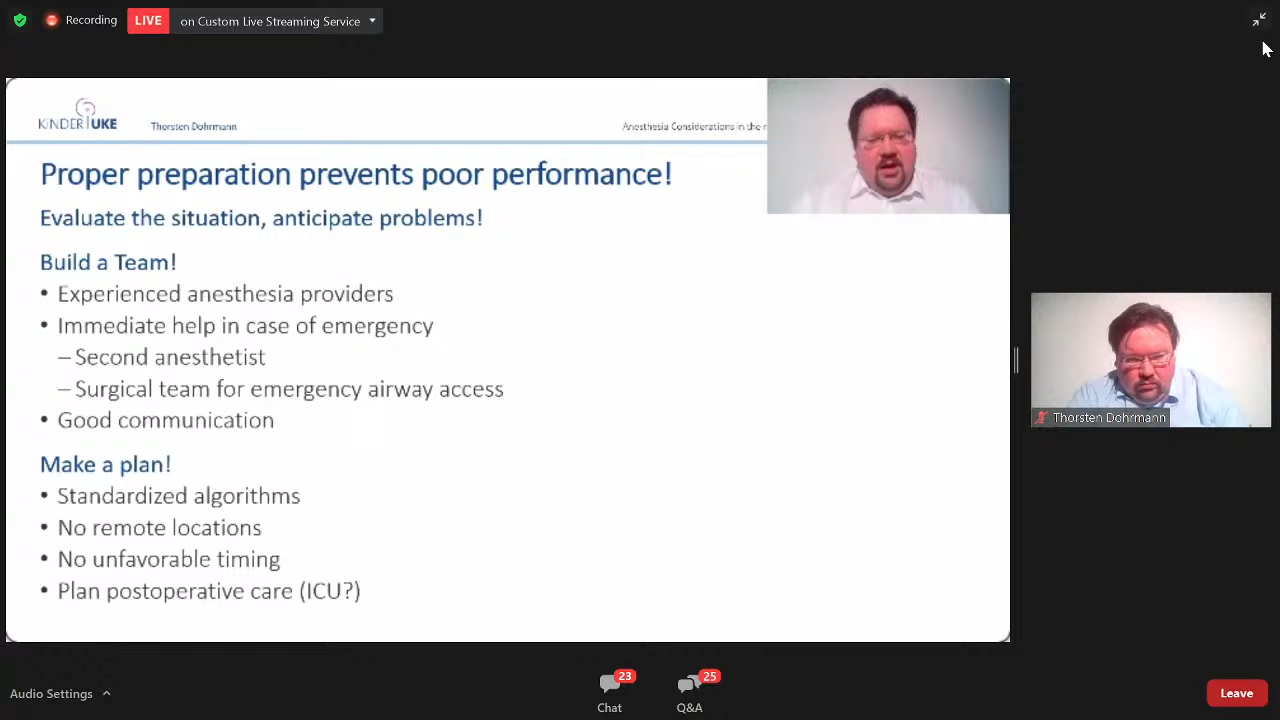 Recording
LIVE
on Custom Live Streaming Service
KINDER UKE
Thorsten Dohrmann
Anesthesia Considerations in the r
Proper preparation prevents poor performance!
Evaluate the situation, anticipate problems!
Build a Team!
• Experienced anesthesia providers
• Immediate help in case of emergency
– Second anesthetist
– Surgical team for emergency airway access
• Good communication
Make a plan!
• Standardized algorithms
• No remote locations
• No unfavorable timing
• Plan postoperative care (ICU?)
Thorsten Dohrmann
Audio Settings
23
Chat
25
Q&A
Leave